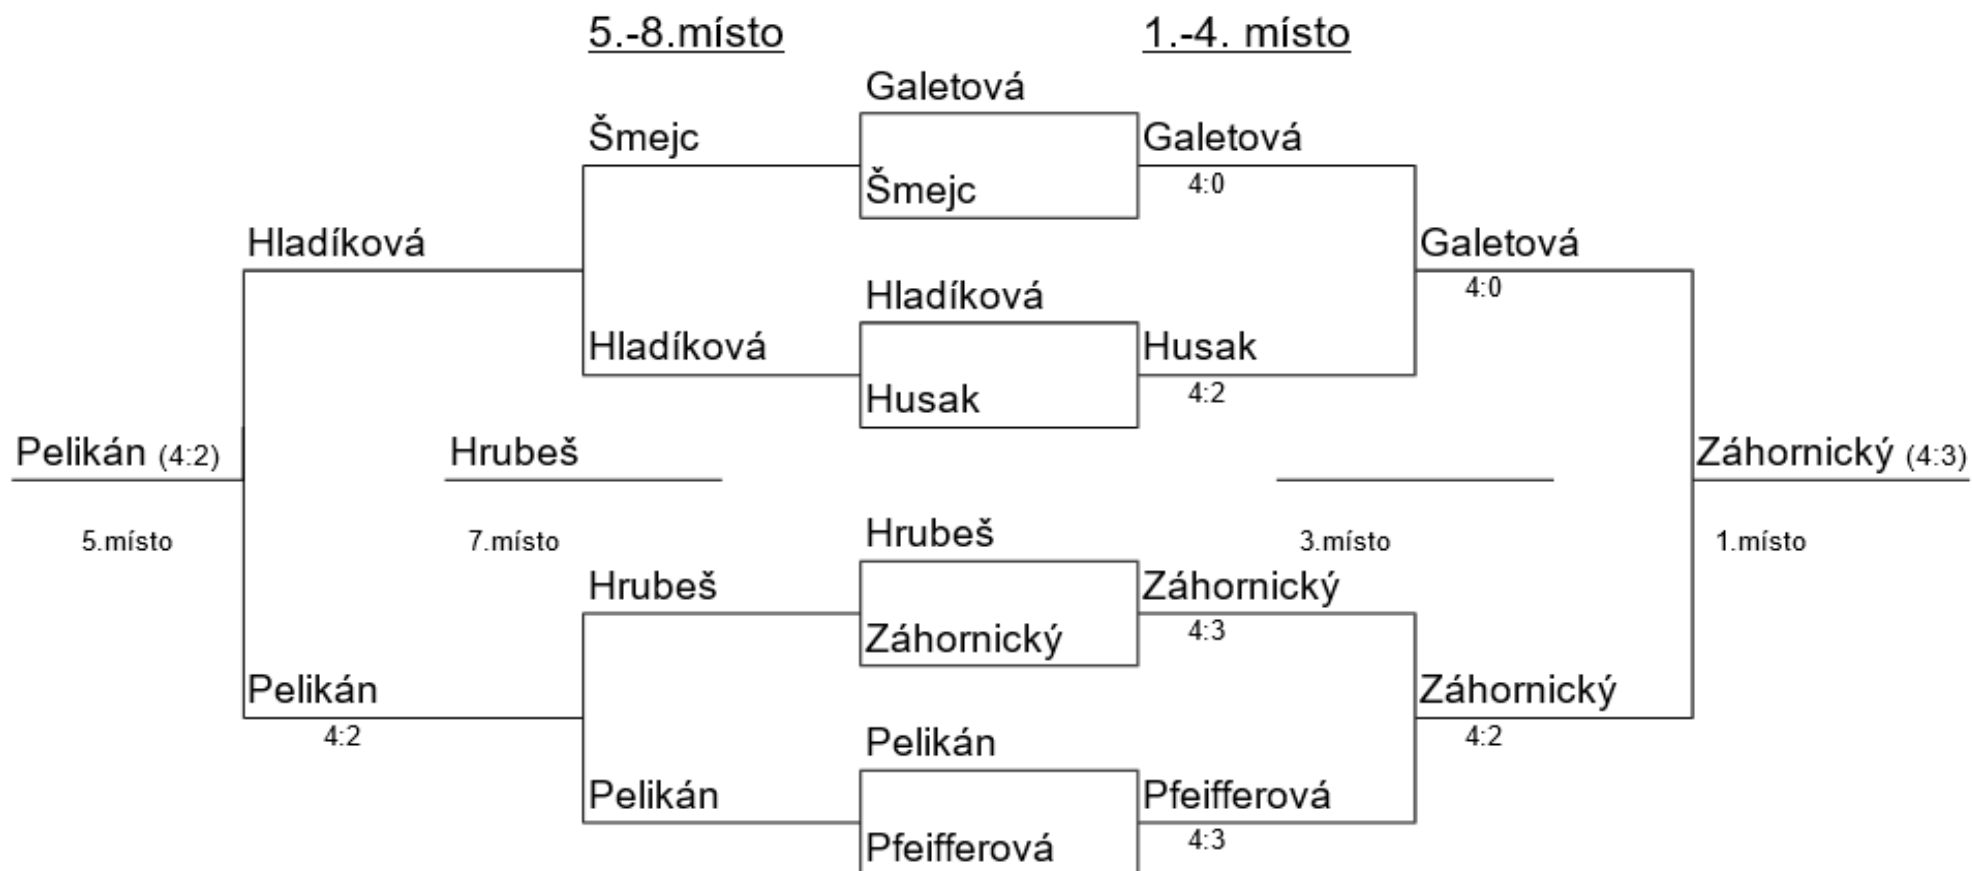 5.-8.místo
1.-4. místo
Galetová
Šmejc
Galetová
4:0
Šmejc
Hladíková
Galetová
4:0
Hladíková
Hladíková
Husak
4:2
Husak
Pelikán (4:2)
Hrubeš
Záhornický (4:3)
5.místo
7.místo
3.místo
1.místo
Hrubeš
Hrubeš
Záhornický
4:3
Záhornický
Pelikán
4:2
Záhornický
4:2
Pelikán
Pelikán
Pfeifferová
4:3
Pfeifferová